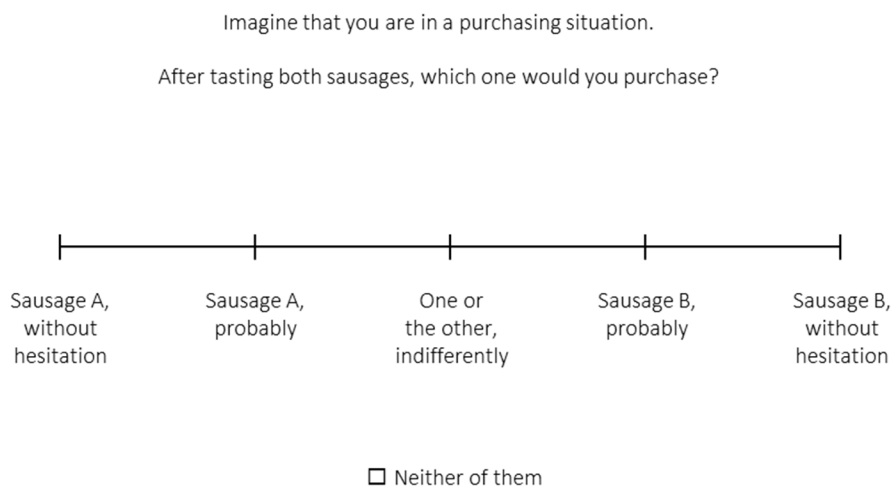 Imagine that you are in a purchasing situation.
After tasting both sausages, which one would you purchase?
Sausage A,
without
hesitation
Sausage A,
probably
One or
the other,
indifferently
Sausage B,
probably
Sausage B,
without
hesitation
Neither of them